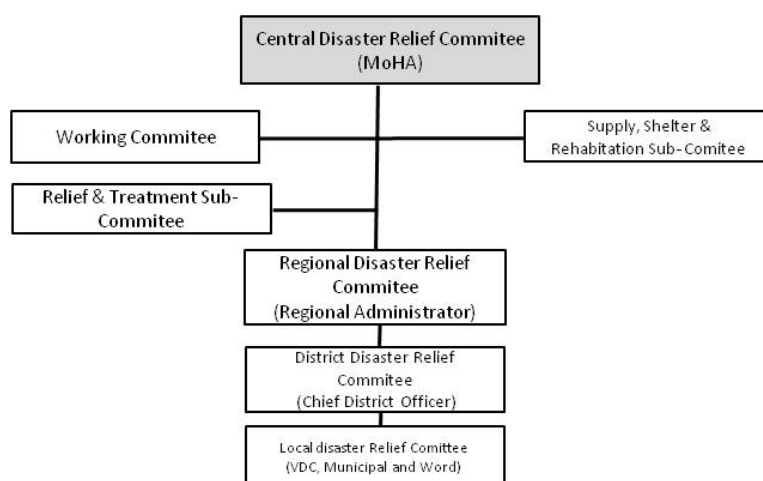 Central Disaster Relief Commitee
(MoHA)
Working Commitee
Supply, Shelter &
Rehabitation Sub-Comitee
Relief & Treatment Sub-
Commitee
Regional Disaster Relief
Commitee
(Regional Administrator)
District Disaster Relief
Commitee
(Chief District Officer)
Local disaster Relief Comittee
(VDC, Municipal and Word)